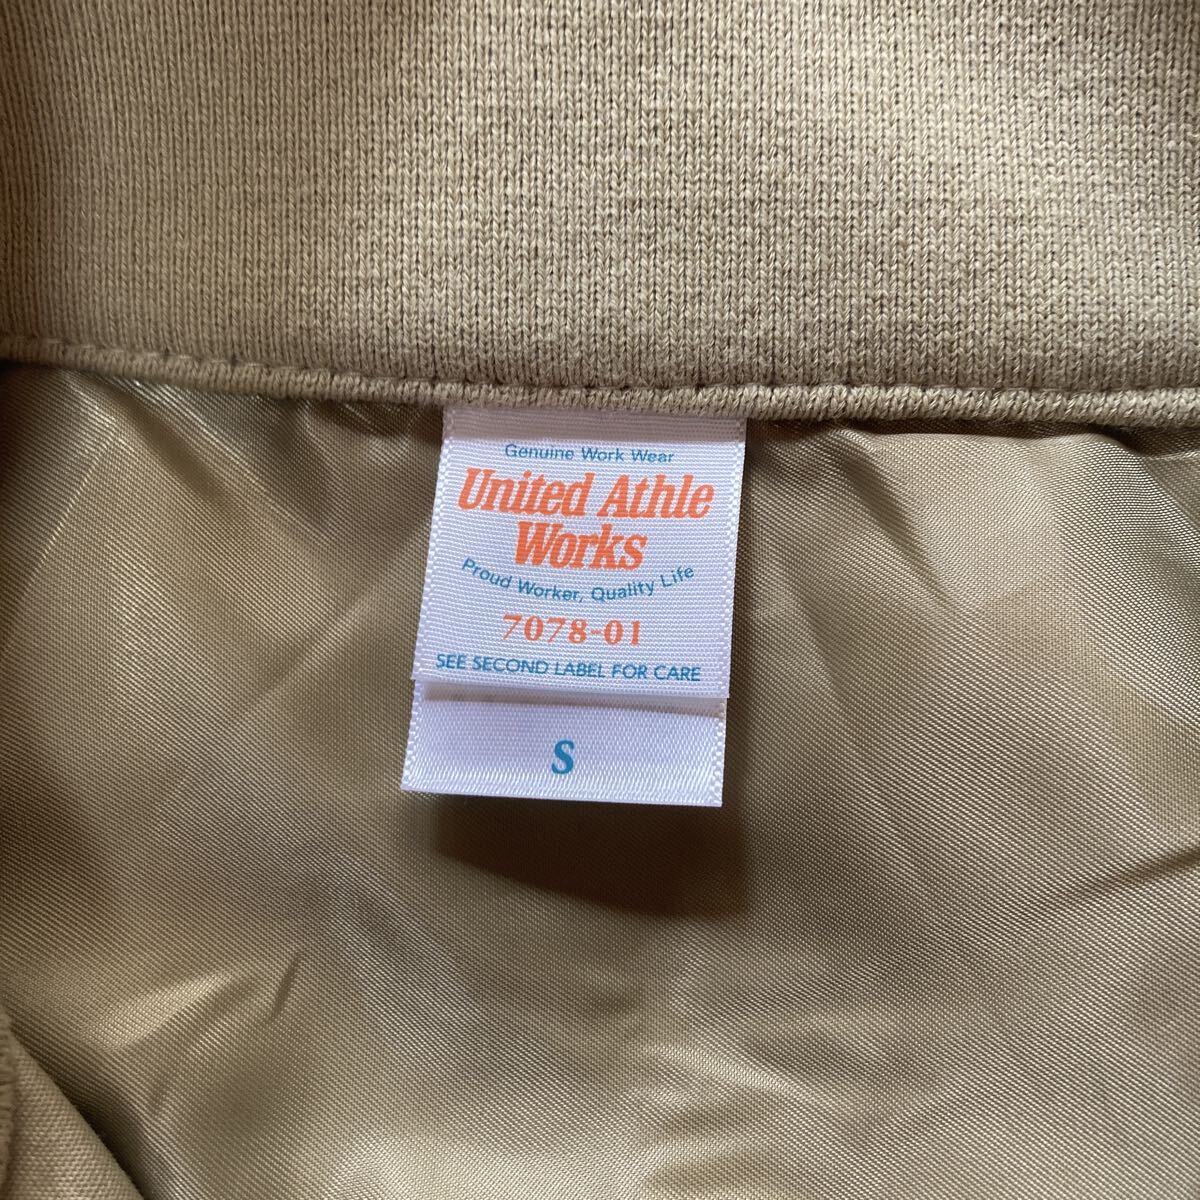 Genuine Work Wear
United Athle
Works
Proud Worker, Quality Life
7078-01
SEE SECOND LABEL FOR CARE
S